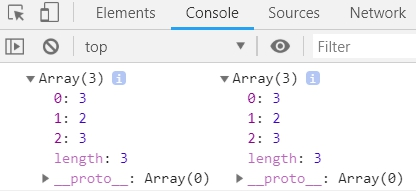 Elements Console Sources Network
top Filter
Array(3) i Array(3) i
0: 3 0: 3
1: 2 1: 2
2: 3 2: 3
length: 3 length: 3
__proto__: Array(0) __proto__: Array(0)